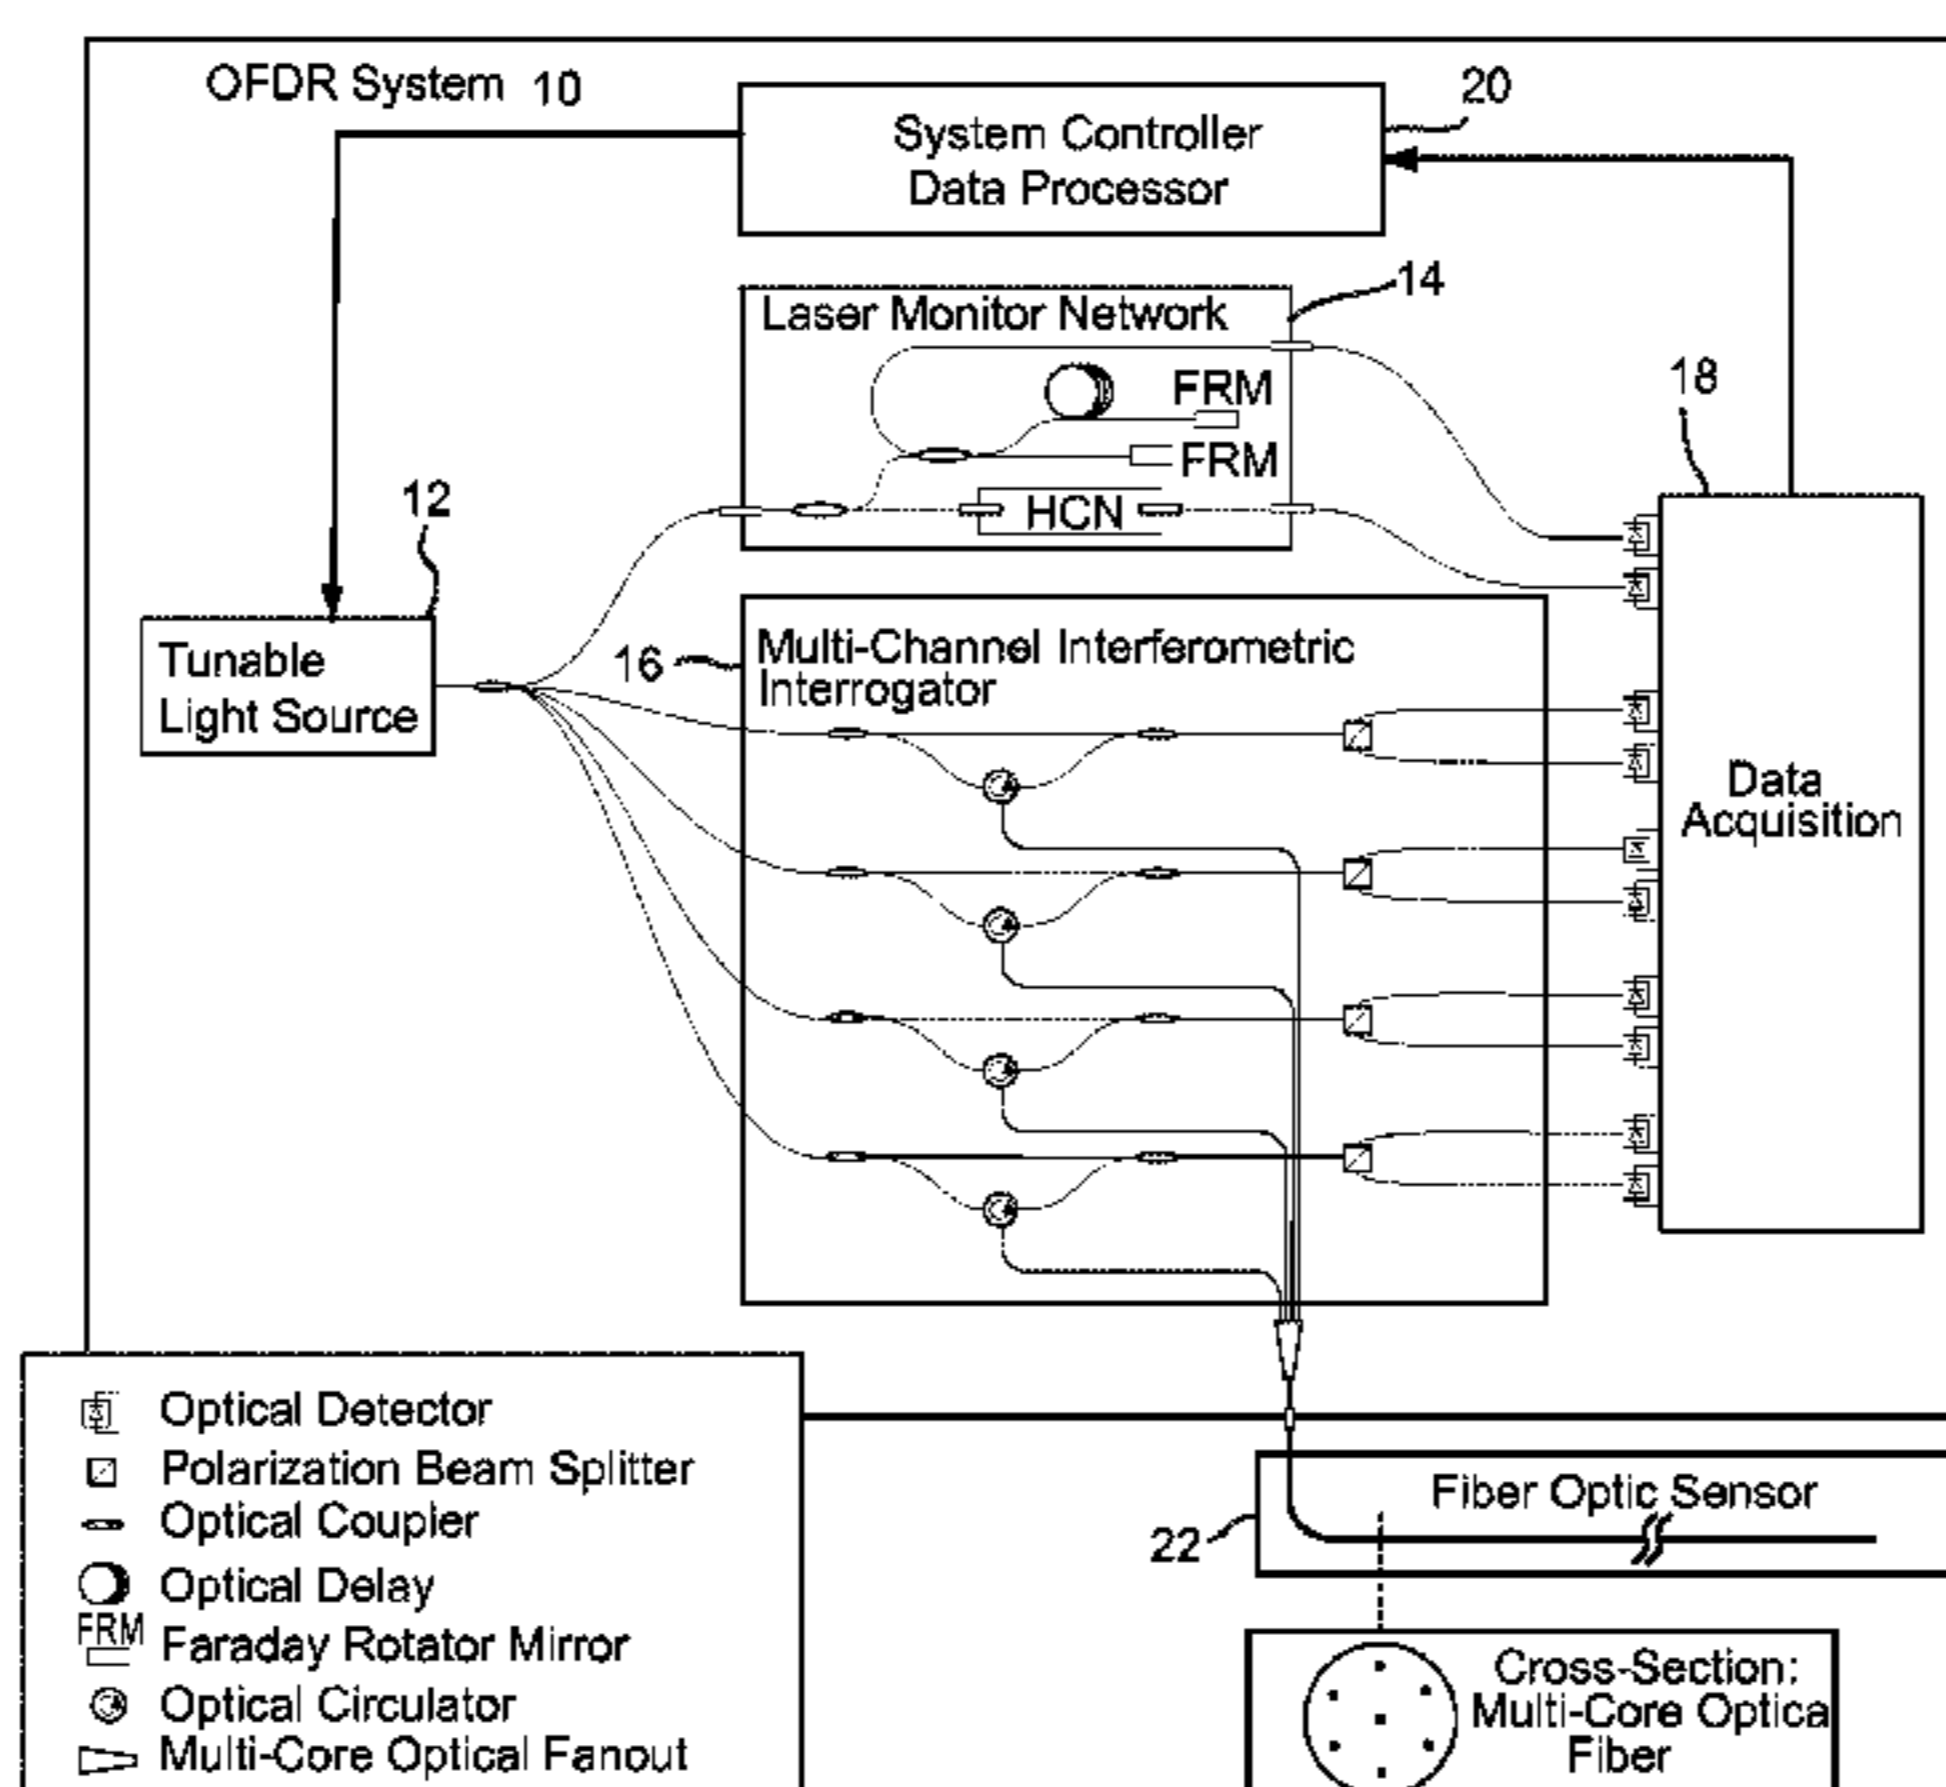 OFDR System 10
System Controller
Data Processor
20
Laser Monitor Network
14
FRM
FRM
HCN
18
12
Tunable
Light Source
16
Multi-Channel Interferometric
Interrogator
Data
Acquisition
Optical Detector
Polarization Beam Splitter
Optical Coupler
Optical Delay
FRM
Faraday Rotator Mirror
Optical Circulator
Multi-Core Optical Fanout
Fiber Optic Sensor
22
Cross-Section:
Multi-Core Optical
Fiber